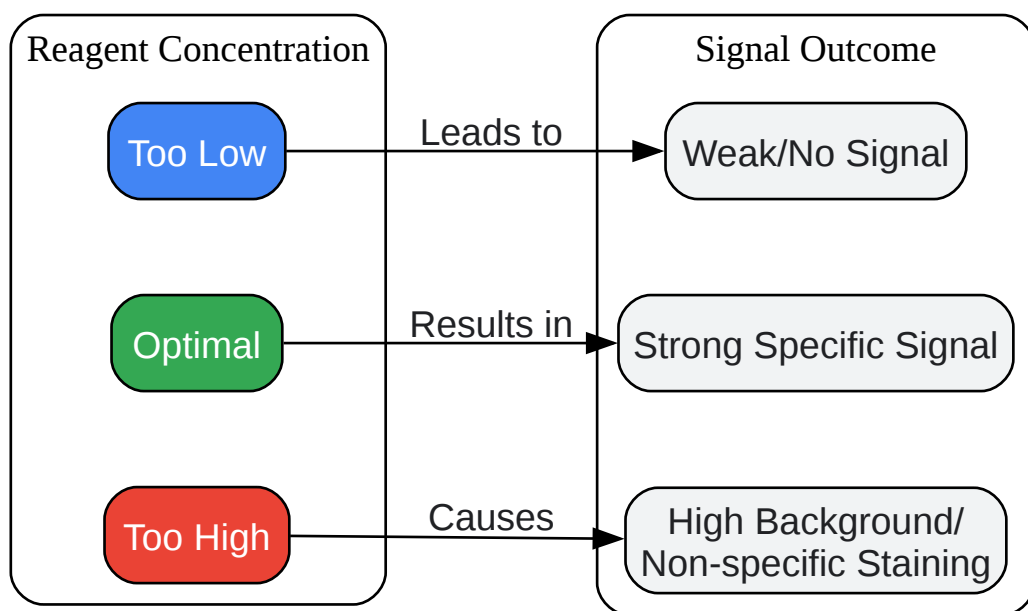 Reagent Concentration
Signal Outcome
Too Low
Leads to
Weak/No Signal
Optimal
Results in
Strong Specific Signal
Too High
Causes
High Background/
Non-specific Staining